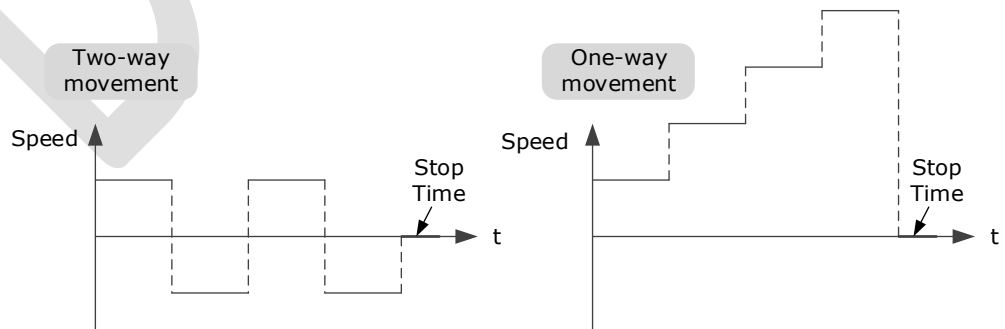 Two-way
movement
Speed
Stop
Time
t
One-way
movement
Speed
Stop
Time
t